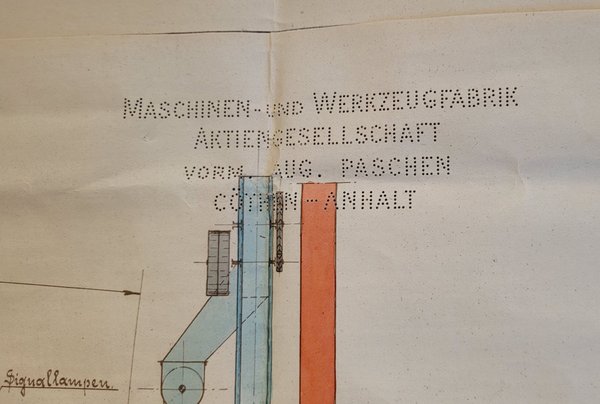 MASCHINEN- UND WERKZEUGFABRIK
AKTIENGESELLSCHAFT
VORM. AUG. PASCHEN
CÖTHEN-ANHALT
Signallampen.